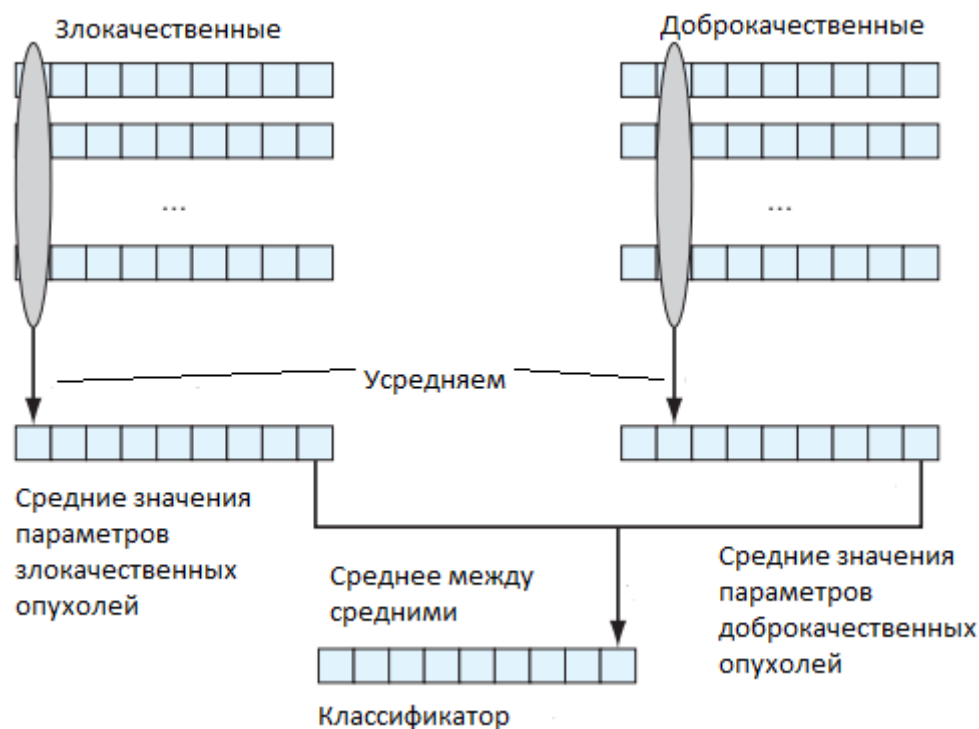 Злокачественные
Доброкачественные
...
...
Усредняем
Средние значения
параметров
злокачественных
опухолей
Среднее между
средними
Средние значения
параметров
доброкачественных
опухолей
Классификатор